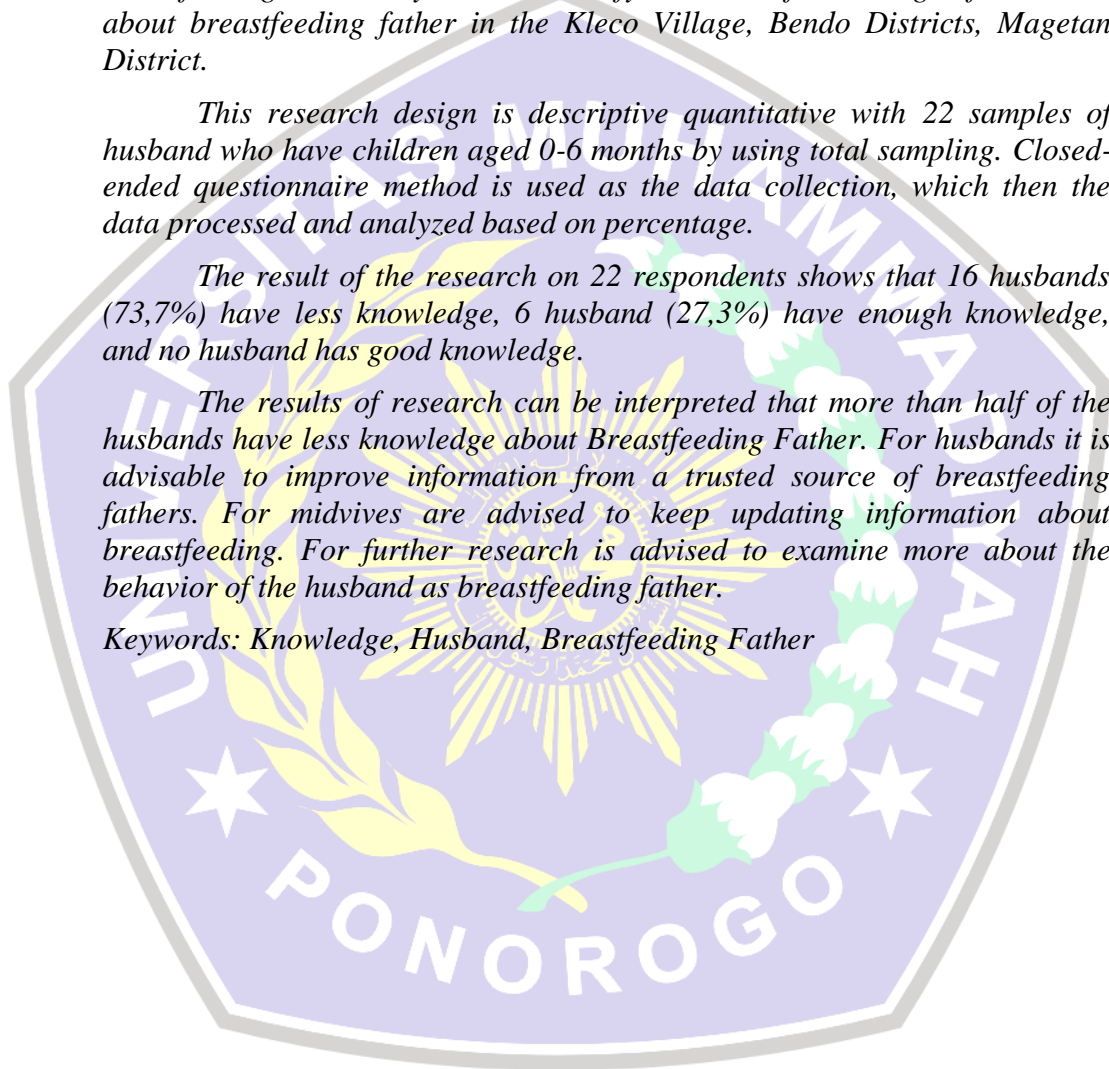 about breastfeeding father in the Kleco Village, Bendo Districts, Magetan
District.
This research design is descriptive quantitative with 22 samples of
husband who have children aged 0-6 months by using total sampling. Closed-
ended questionnaire method is used as the data collection, which then the
data processed and analyzed based on percentage.
The result of the research on 22 respondents shows that 16 husbands
(73,7%) have less knowledge, 6 husband (27,3%) have enough knowledge,
and no husband has good knowledge.
The results of research can be interpreted that more than half of the
husbands have less knowledge about Breastfeeding Father. For husbands it is
advisable to improve information from a trusted source of breastfeeding
fathers. For midvives are advised to keep updating information about
breastfeeding. For further research is advised to examine more about the
behavior of the husband as breastfeeding father.
Keywords: Knowledge, Husband, Breastfeeding Father
UNIVERSITAS MUHAMMADIYAH
PONOROGO